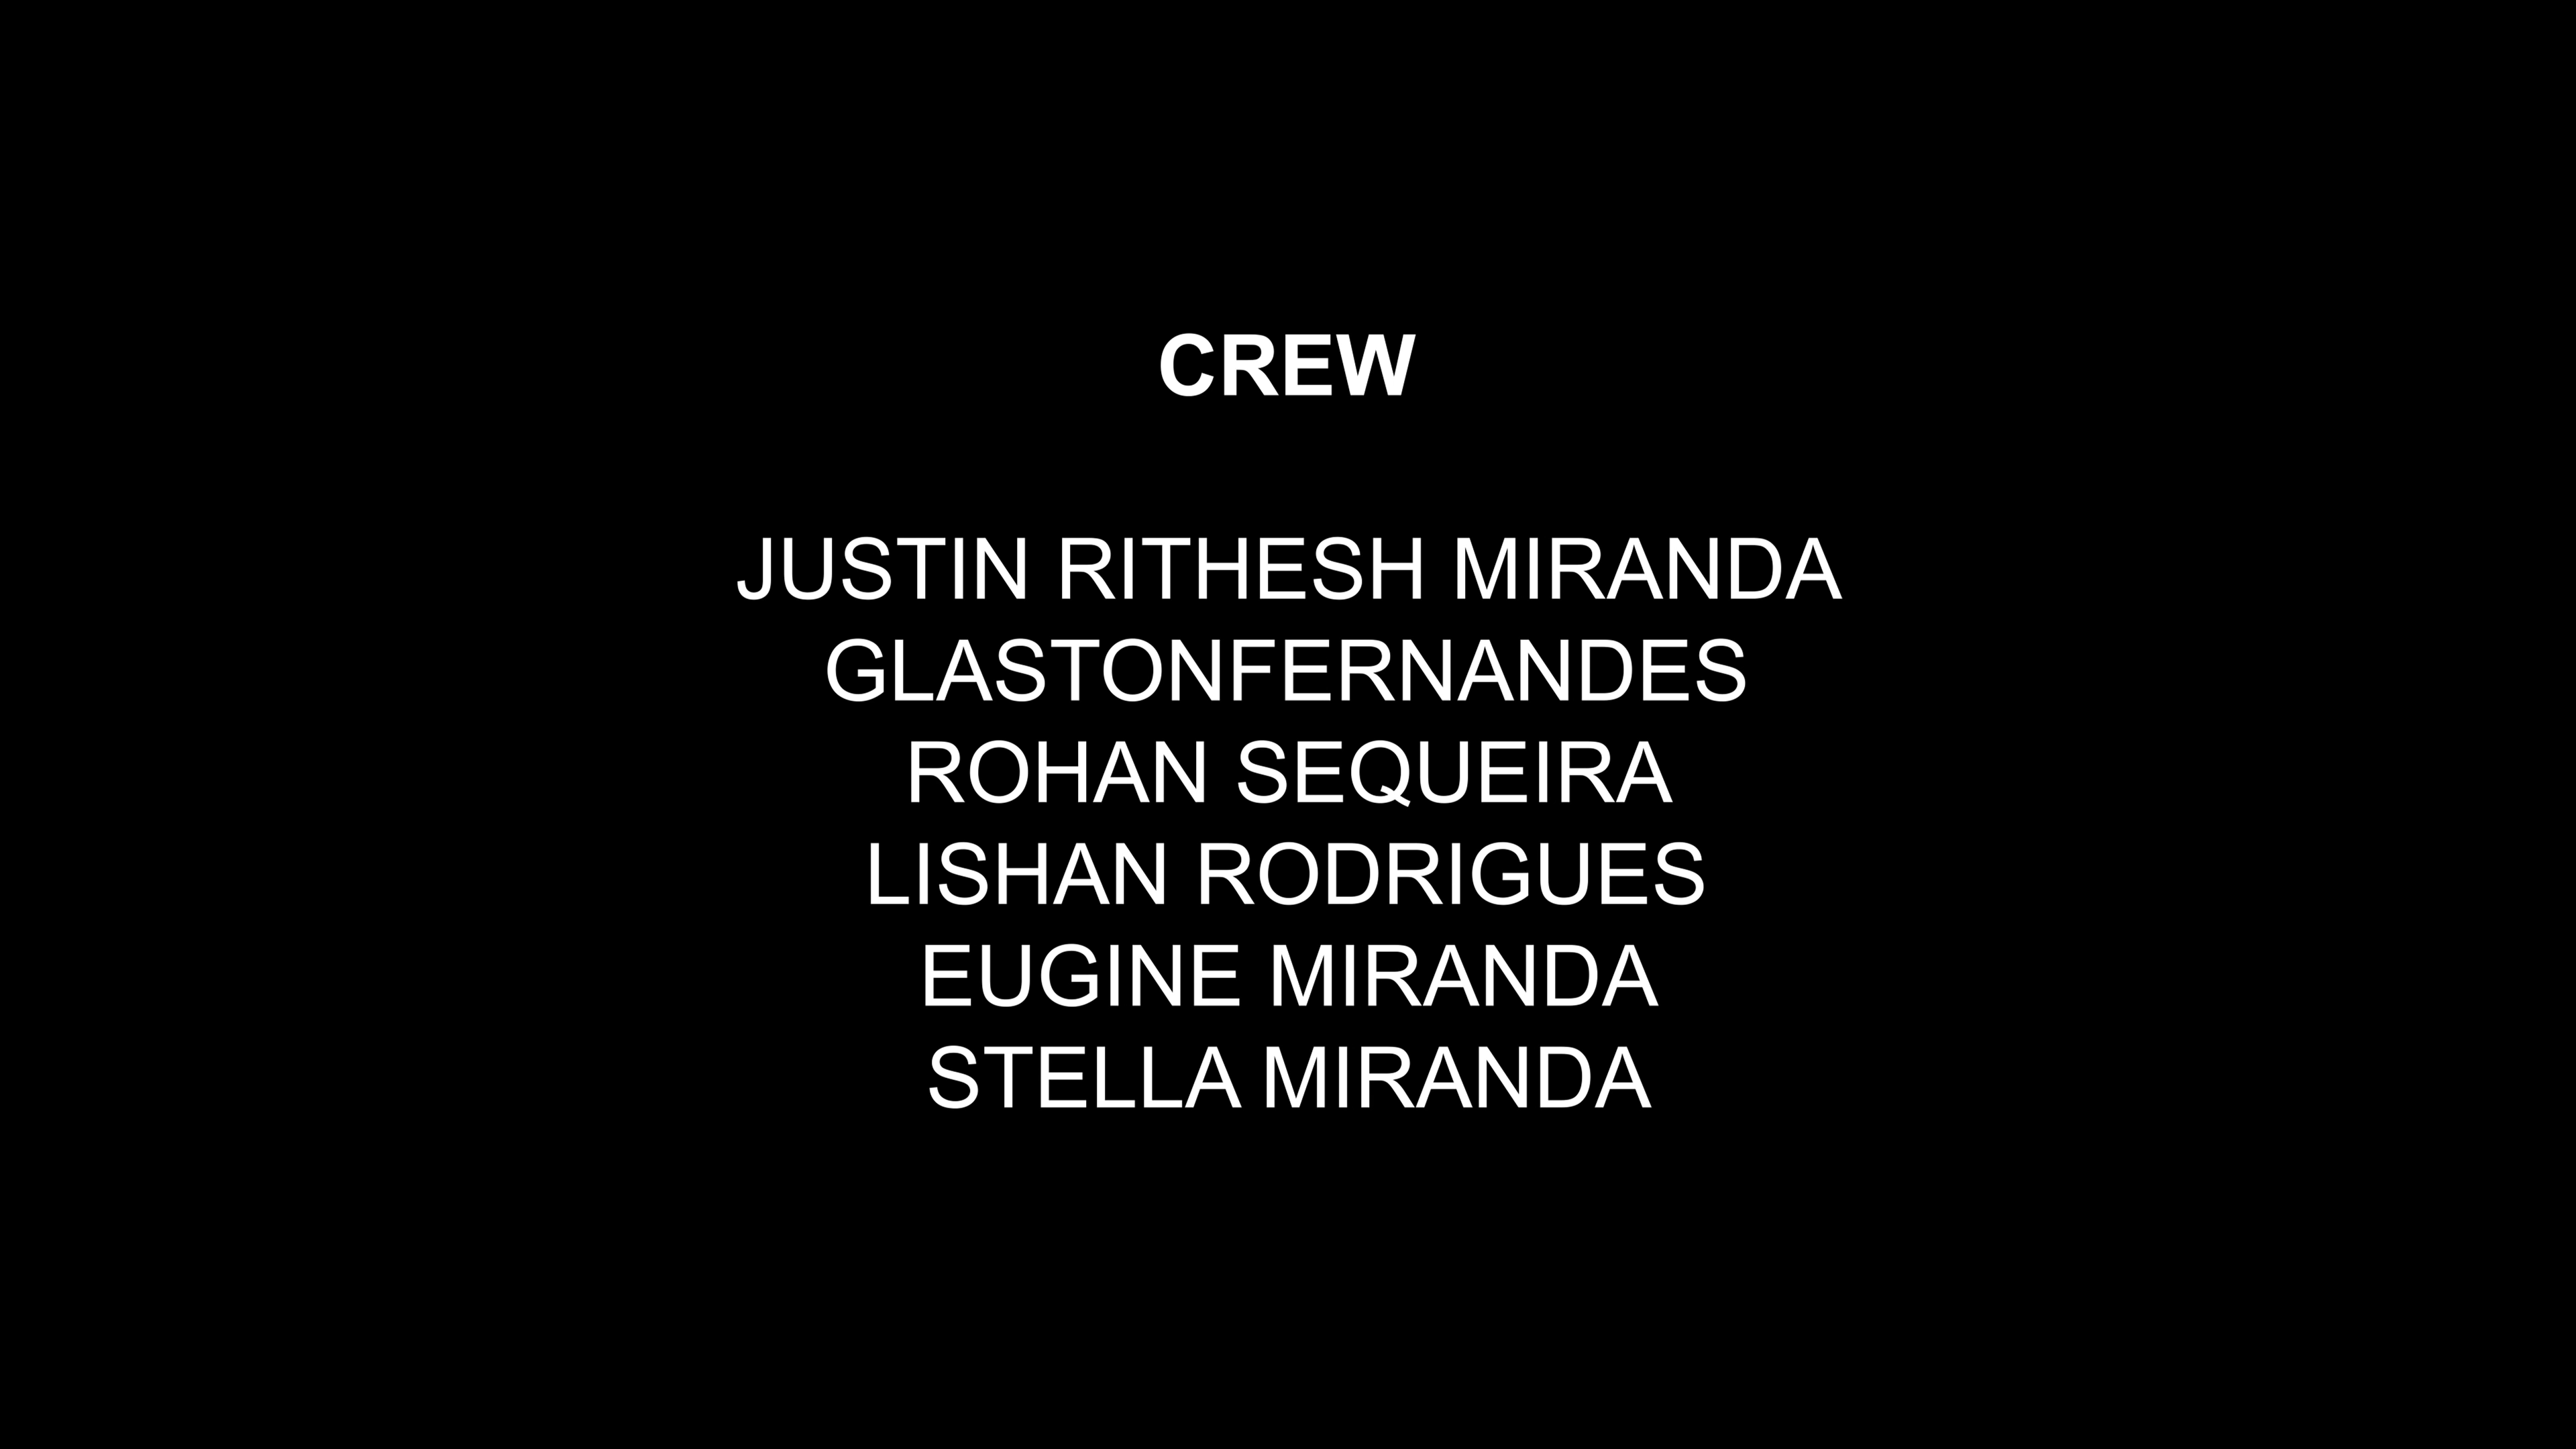 CREW
JUSTIN RITHESH MIRANDA
GLASTONFERNANDES
ROHAN SEQUEIRA
LISHAN RODRIGUES
EUGINE MIRANDA
STELLA MIRANDA